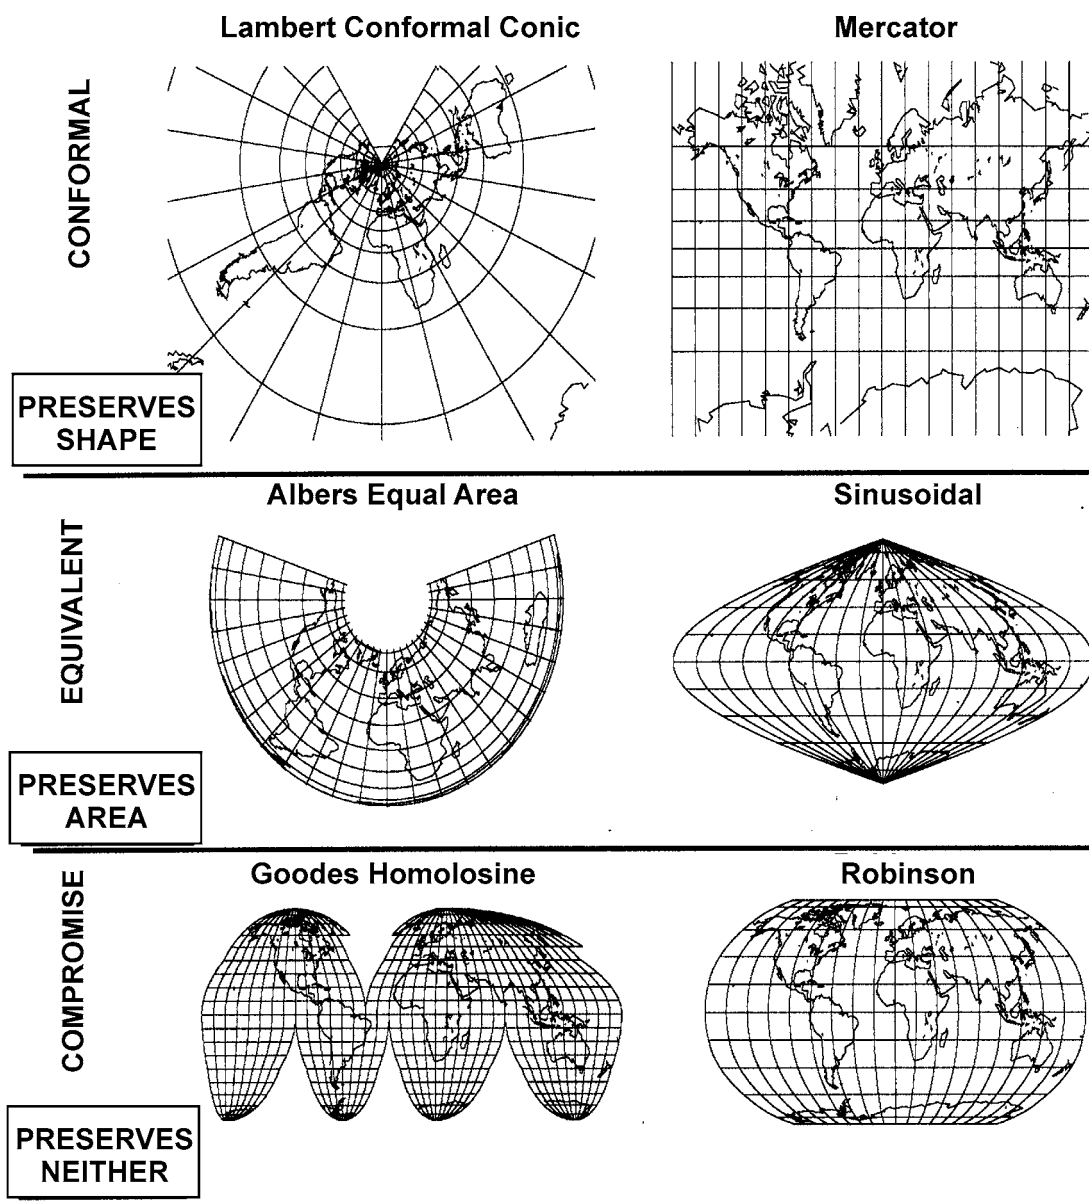 Lambert Conformal Conic
Mercator
CONFORMAL
PRESERVES
SHAPE
Albers Equal Area
Sinusoidal
EQUIVALENT
PRESERVES
AREA
Goodes Homolosine
Robinson
COMPROMISE
PRESERVES
NEITHER